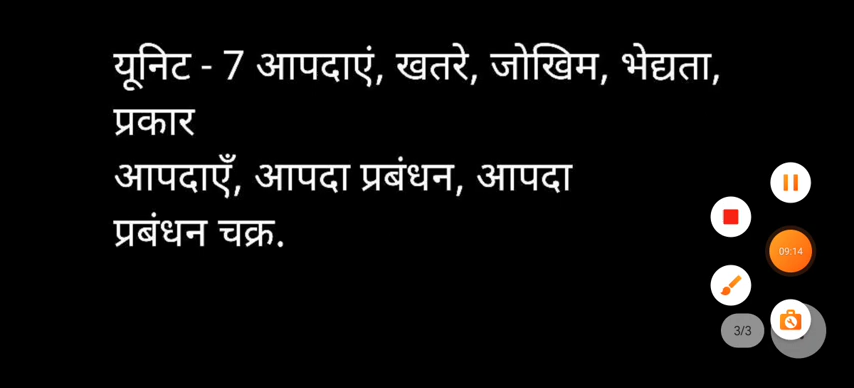 यूनिट - 7 आपदाएं, खतरे, जोखिम, भेद्यता,
प्रकार
आपदाएँ, आपदा प्रबंधन, आपदा
प्रबंधन चक्र.
09:14
3/3